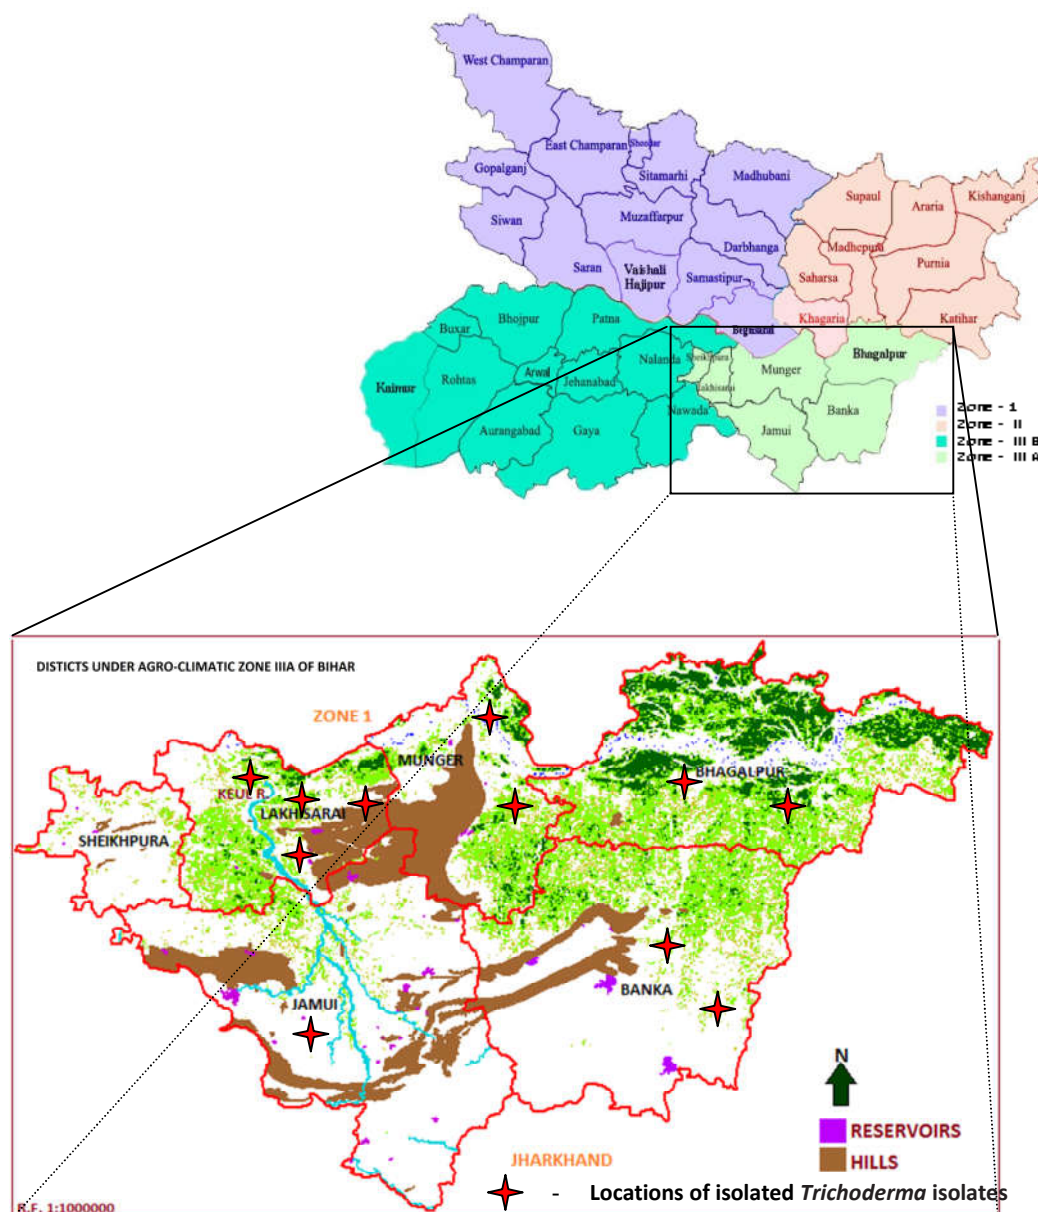 West Champaran
East Champaran
Sheohar
Gopalganj
Sitamarhi
Madhubani
Supaul
Araria
Kishanganj
Siwan
Muzaffarpur
Darbhanga
Madhepura
Purnia
Saran
Vaishali
Hajipur
Samastipur
Saharsa
Khagaria
Katihar
Bhojpur
Patna
Buxar
Begusarai
Nalanda
Sheikhpura
Munger
Bhagalpur
Kaimur
Rohtas
Arwal
Jehanabad
Lakhisarai
Nawada
Banka
Aurangabad
Gaya
Jamui
Zone - 1
Zone - II
Zone - III B
Zone - III A
DISTICTS UNDER AGRO-CLIMATIC ZONE IIIA OF BIHAR
ZONE 1
MUNGER
BHAGALPUR
KEUL R.
LAKHISARAI
SHEIKHPURA
BANKA
JAMUI
N
RESERVOIRS
HILLS
JHARKHAND
- Locations of isolated Trichoderma isolates
R.F. 1:1000000